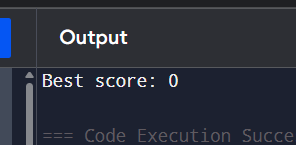 Output
Best score: 0
=== Code Execution Succe